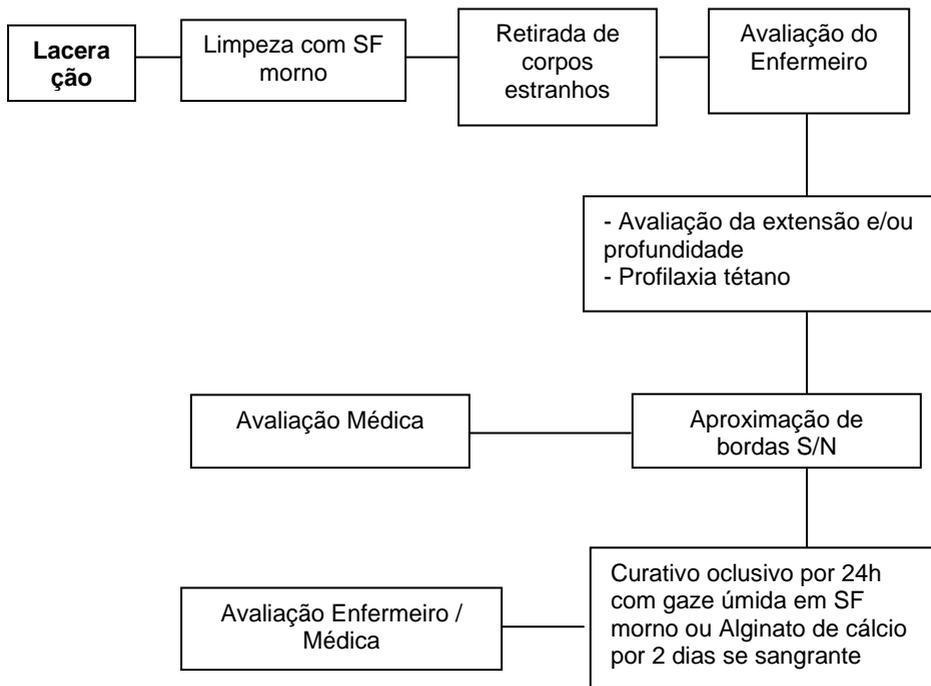 Lacera
ção
Limpeza com SF
morno
Retirada de
corpos
estranhos
Avaliação do
Enfermeiro
- Avaliação da extensão e/ou
profundidade
- Profilaxia tétano
Avaliação Médica
Aproximação de
bordas S/N
Avaliação Enfermeiro /
Médica
Curativo oclusivo por 24h
com gaze úmida em SF
morno ou Alginato de cálcio
por 2 dias se sangrante